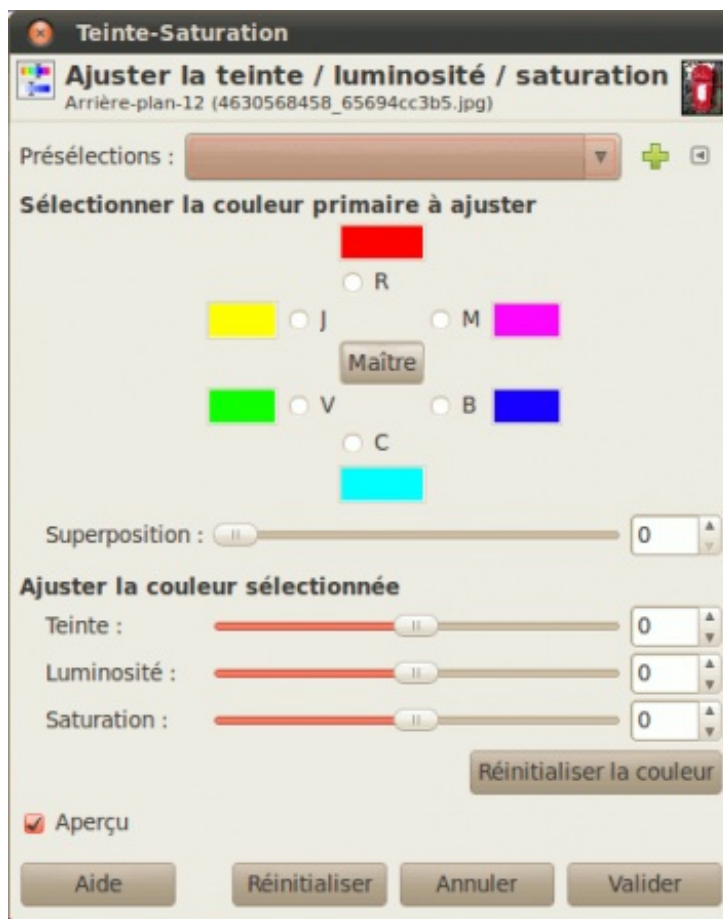 Teinte-Saturation
Ajuster la teinte / luminosité / saturation
Arrière-plan-12 (4630568458_65694cc3b5.jpg)
Présélections :
Sélectionner la couleur primaire à ajuster
R
J M
Maître
V B
C
Superposition : 0
Ajuster la couleur sélectionnée
Teinte : 0
Luminosité : 0
Saturation : 0
Réinitialiser la couleur
Aperçu
Aide Réinitialiser Annuler Valider